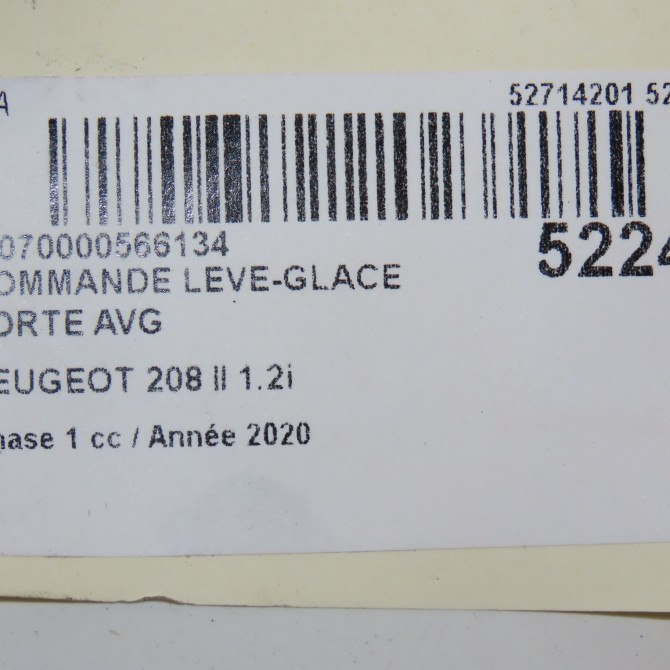 A 52714201 52
070000566134
5224
OMMANDE LEVE-GLACE
ORTE AVG
EUGEOT 208 II 1.2i
hase 1 cc / Année 2020